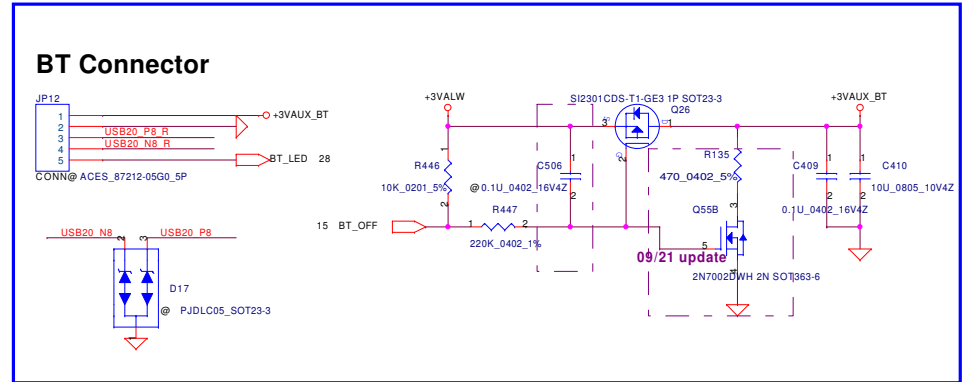 BT Connector
JP12
1
2
3
4
5
+3VAUX_BT
USB20_P8_R
USB20_N8_R
BT_LED 28
CONN@ ACES_87212-05G0_5P
USB20_N8
USB20_P8
2
3
1
D17
@ PJDLC05_SOT23-3
+3VALW
SI2301CDS-T1-GE3 1P SOT23-3
Q26
+3VAUX_BT
3
1
2
S
D
G
1
R446
10K_0201_5%
2
1
C506
@ 0.1U_0402_16V4Z
2
1
R135
470_0402_5%
2
1
C409
0.1U_0402_16V4Z
2
1
C410
10U_0805_10V4Z
2
15 BT_OFF
1
R447
2
220K_0402_1%
Q55B
3
5
4
09/21 update
2N7002DWH 2N SOT363-6